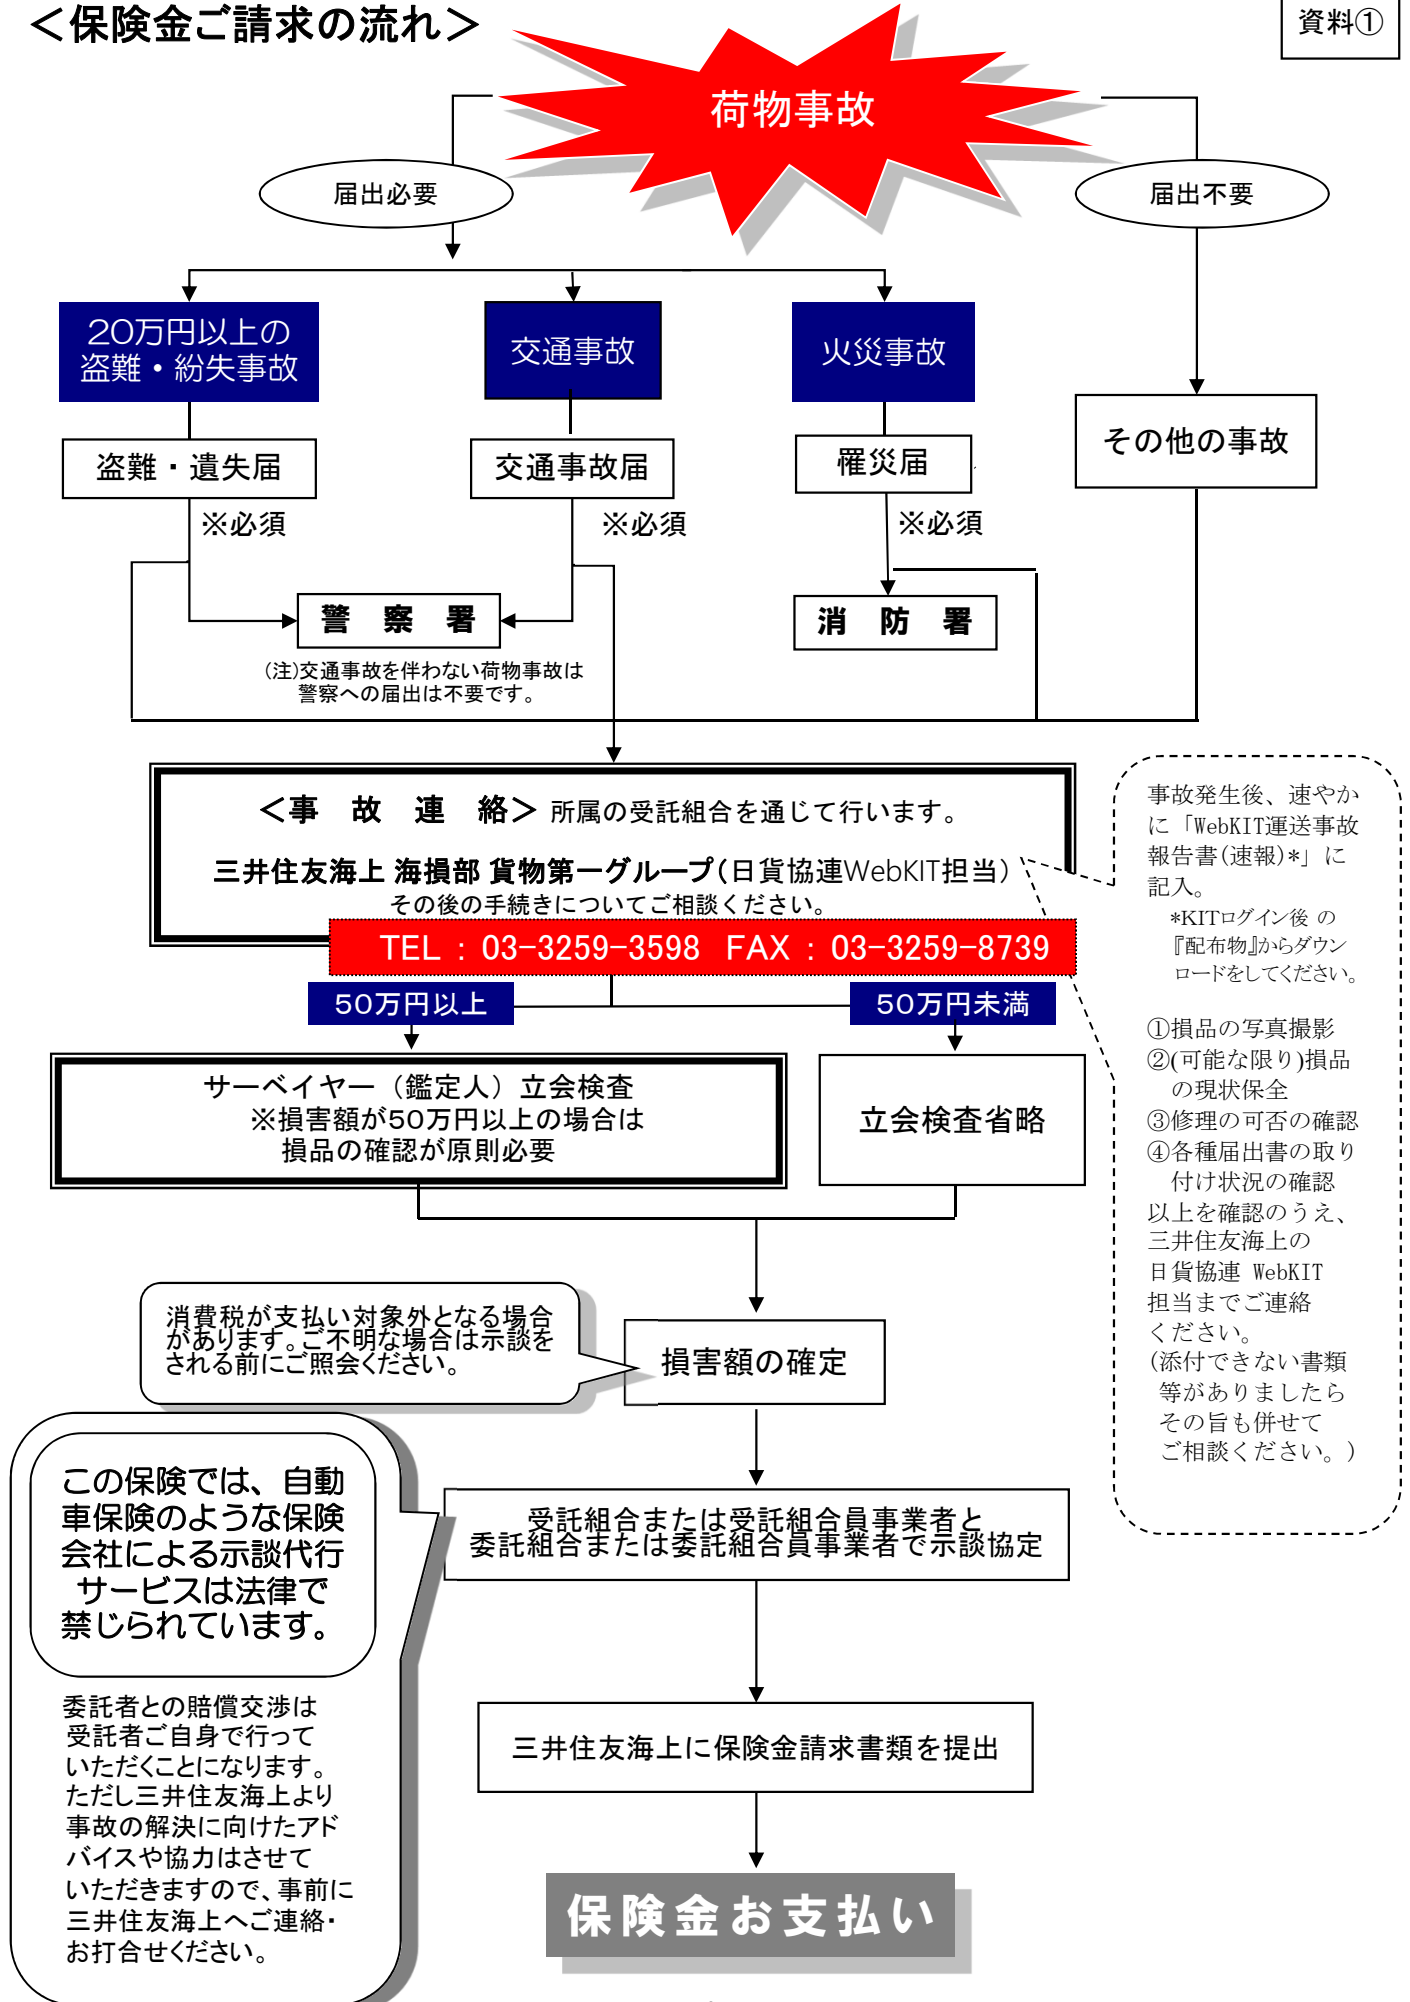 ＜保険金ご請求の流れ＞
資料①
荷物事故
届出必要
届出不要
20万円以上の
盗難・紛失事故
交通事故
火災事故
その他の事故
盗難・遺失届
交通事故届
罹災届
※必須
※必須
※必須
警 察 署
消 防 署
(注)交通事故を伴わない荷物事故は
警察への届出は不要です。
＜事 故 連 絡＞ 所属の受託組合を通じて行います。
三井住友海上 海損部 貨物第一グループ(日貨協連WebKIT担当)
その後の手続きについてご相談ください。
TEL : 03-3259-3598 FAX : 03-3259-8739
50万円以上
50万円未満
サーベイヤー（鑑定人）立会検査
※損害額が50万円以上の場合は
損品の確認が原則必要
立会検査省略
事故発生後、速やか
に「WebKIT運送事故
報告書(速報)*」に
記入。
*KITログイン後 の
『配布物』からダウン
ロードをしてください。
①損品の写真撮影
②(可能な限り)損品
の現状保全
③修理の可否の確認
④各種届出書の取り
付け状況の確認
以上を確認のうえ、
三井住友海上の
日貨協連 WebKIT
担当までご連絡
ください。
(添付できない書類
等がありましたら
その旨も併せて
ご相談ください。)
消費税が支払い対象外となる場合
があります。ご不明な場合は示談を
される前にご照会ください。
損害額の確定
この保険では、自動
車保険のような保険
会社による示談代行
サービスは法律で
禁じられています。
委託者との賠償交渉は
受託者ご自身で行って
いただくことになります。
ただし三井住友海上より
事故の解決に向けたアド
バイスや協力はさせて
いただきますので、事前に
三井住友海上へご連絡・
お打合せください。
受託組合または受託組合員事業者と
委託組合または委託組合員事業者で示談協定
三井住友海上に保険金請求書類を提出
保険金お支払い